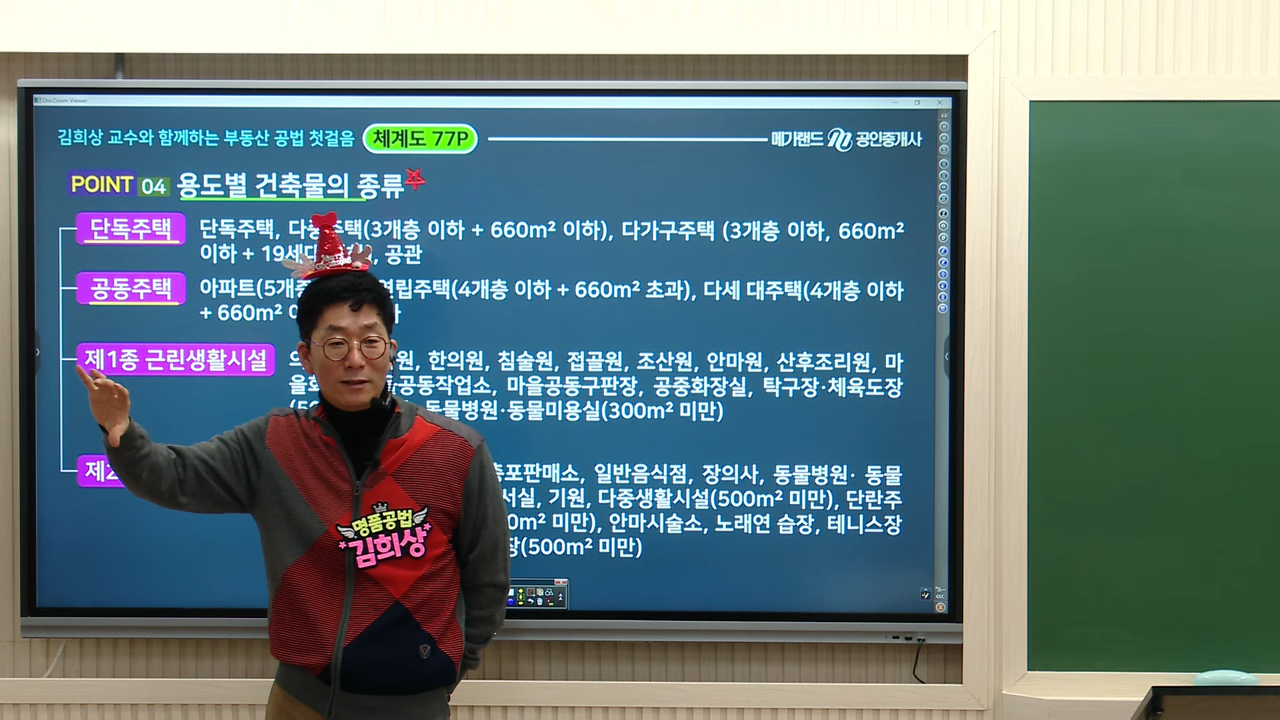 DocZoom Viewer
김희상 교수와 함께하는 부동산 공법 첫걸음 체계도 77P 메가랜드 공인중개사
POINT 04 용도별 건축물의 종류
단독주택 단독주택, 다중주택(3개층 이하 + 660m² 이하), 다가구주택 (3개층 이하, 660m²
이하 + 19세대 공관
공동주택 아파트(5개층 연립주택(4개층 이하 + 660m² 초과), 다세 대주택(4개층 이하
+ 660m²
제1종 근린생활시설 원, 한의원, 침술원, 접골원, 조산원, 안마원, 산후조리원, 마
을회 공동작업소, 마을공동구판장, 공중화장실, 탁구장·체육도장
동물병원·동물미용실(300m² 미만)
제2 총포판매소, 일반음식점, 장의사, 동물병원· 동물
서실, 기원, 다중생활시설(500m² 미만), 단란주
0m² 미만), 안마시술소, 노래연 습장, 테니스장
장(500m² 미만)
명품공법
김희상